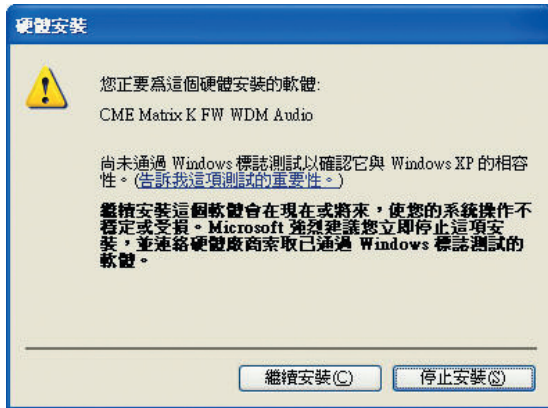 硬體安裝
您正要為這個硬體安裝的軟體:
CME Matrix K FW WDM Audio
尚未通過 Windows 標誌測試以確認它與 Windows XP 的相容
性。(告訴我這項測試的重要性。)
繼續安裝這個軟體會在現在或將來,使您的系統操作不
穩定或受損。Microsoft 強烈建議您立即停止這項安
裝,並連絡硬體廠商索取已通過 Windows 標誌測試的
軟體。
繼續安裝(C)
停止安裝(S)